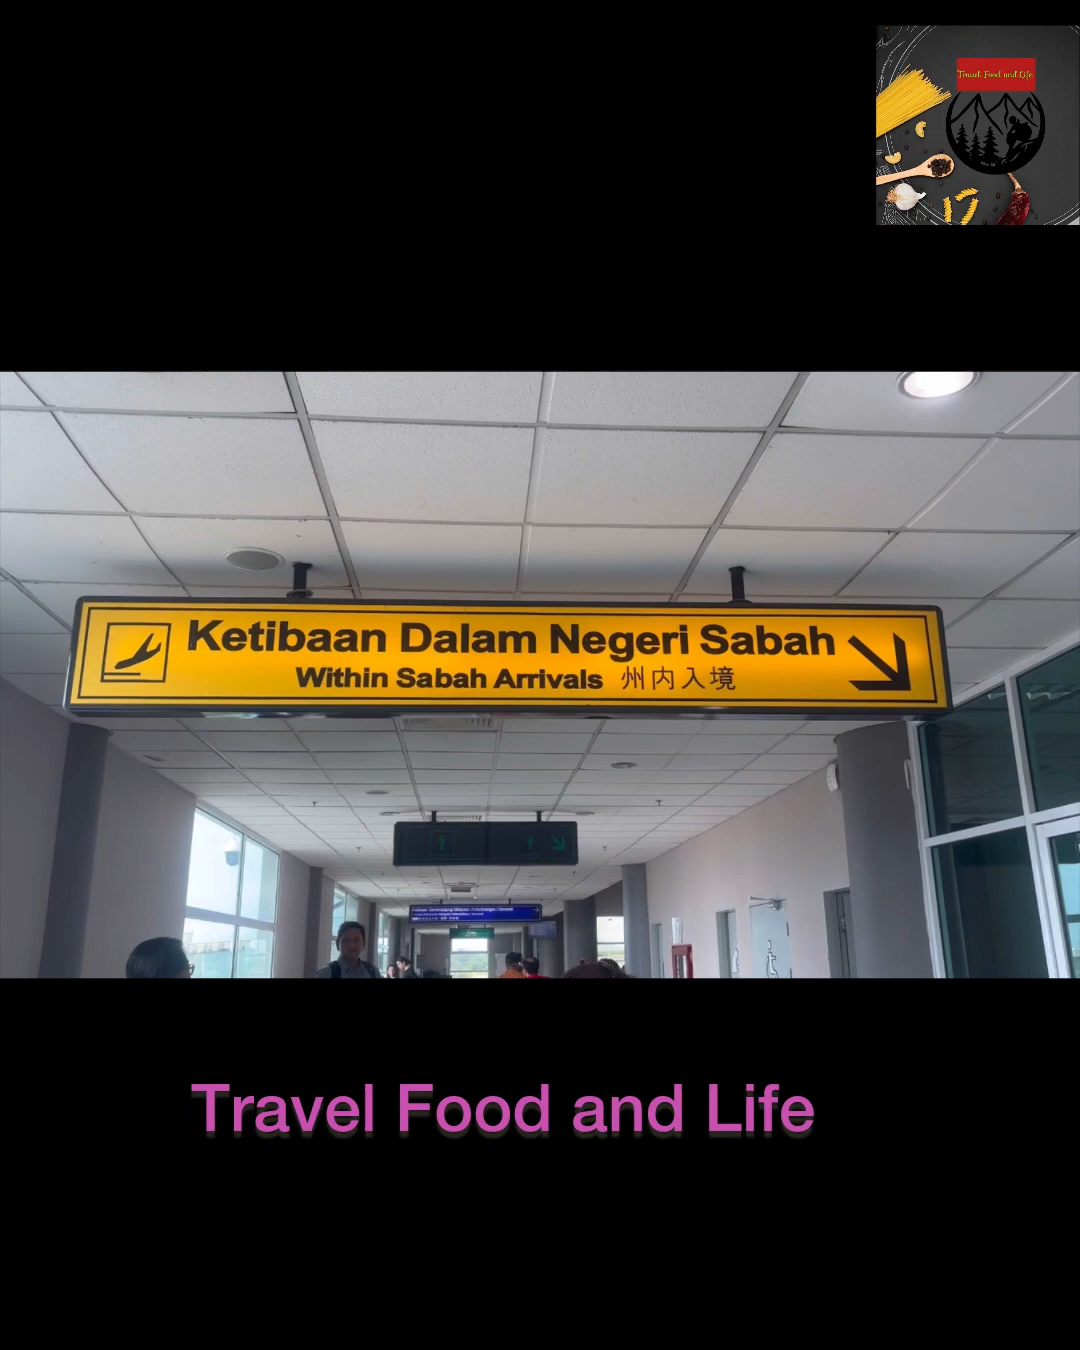 Travel Food and Life
Ketibaan Dalam Negeri Sabah
Within Sabah Arrivals 州内入境
Travel Food and Life